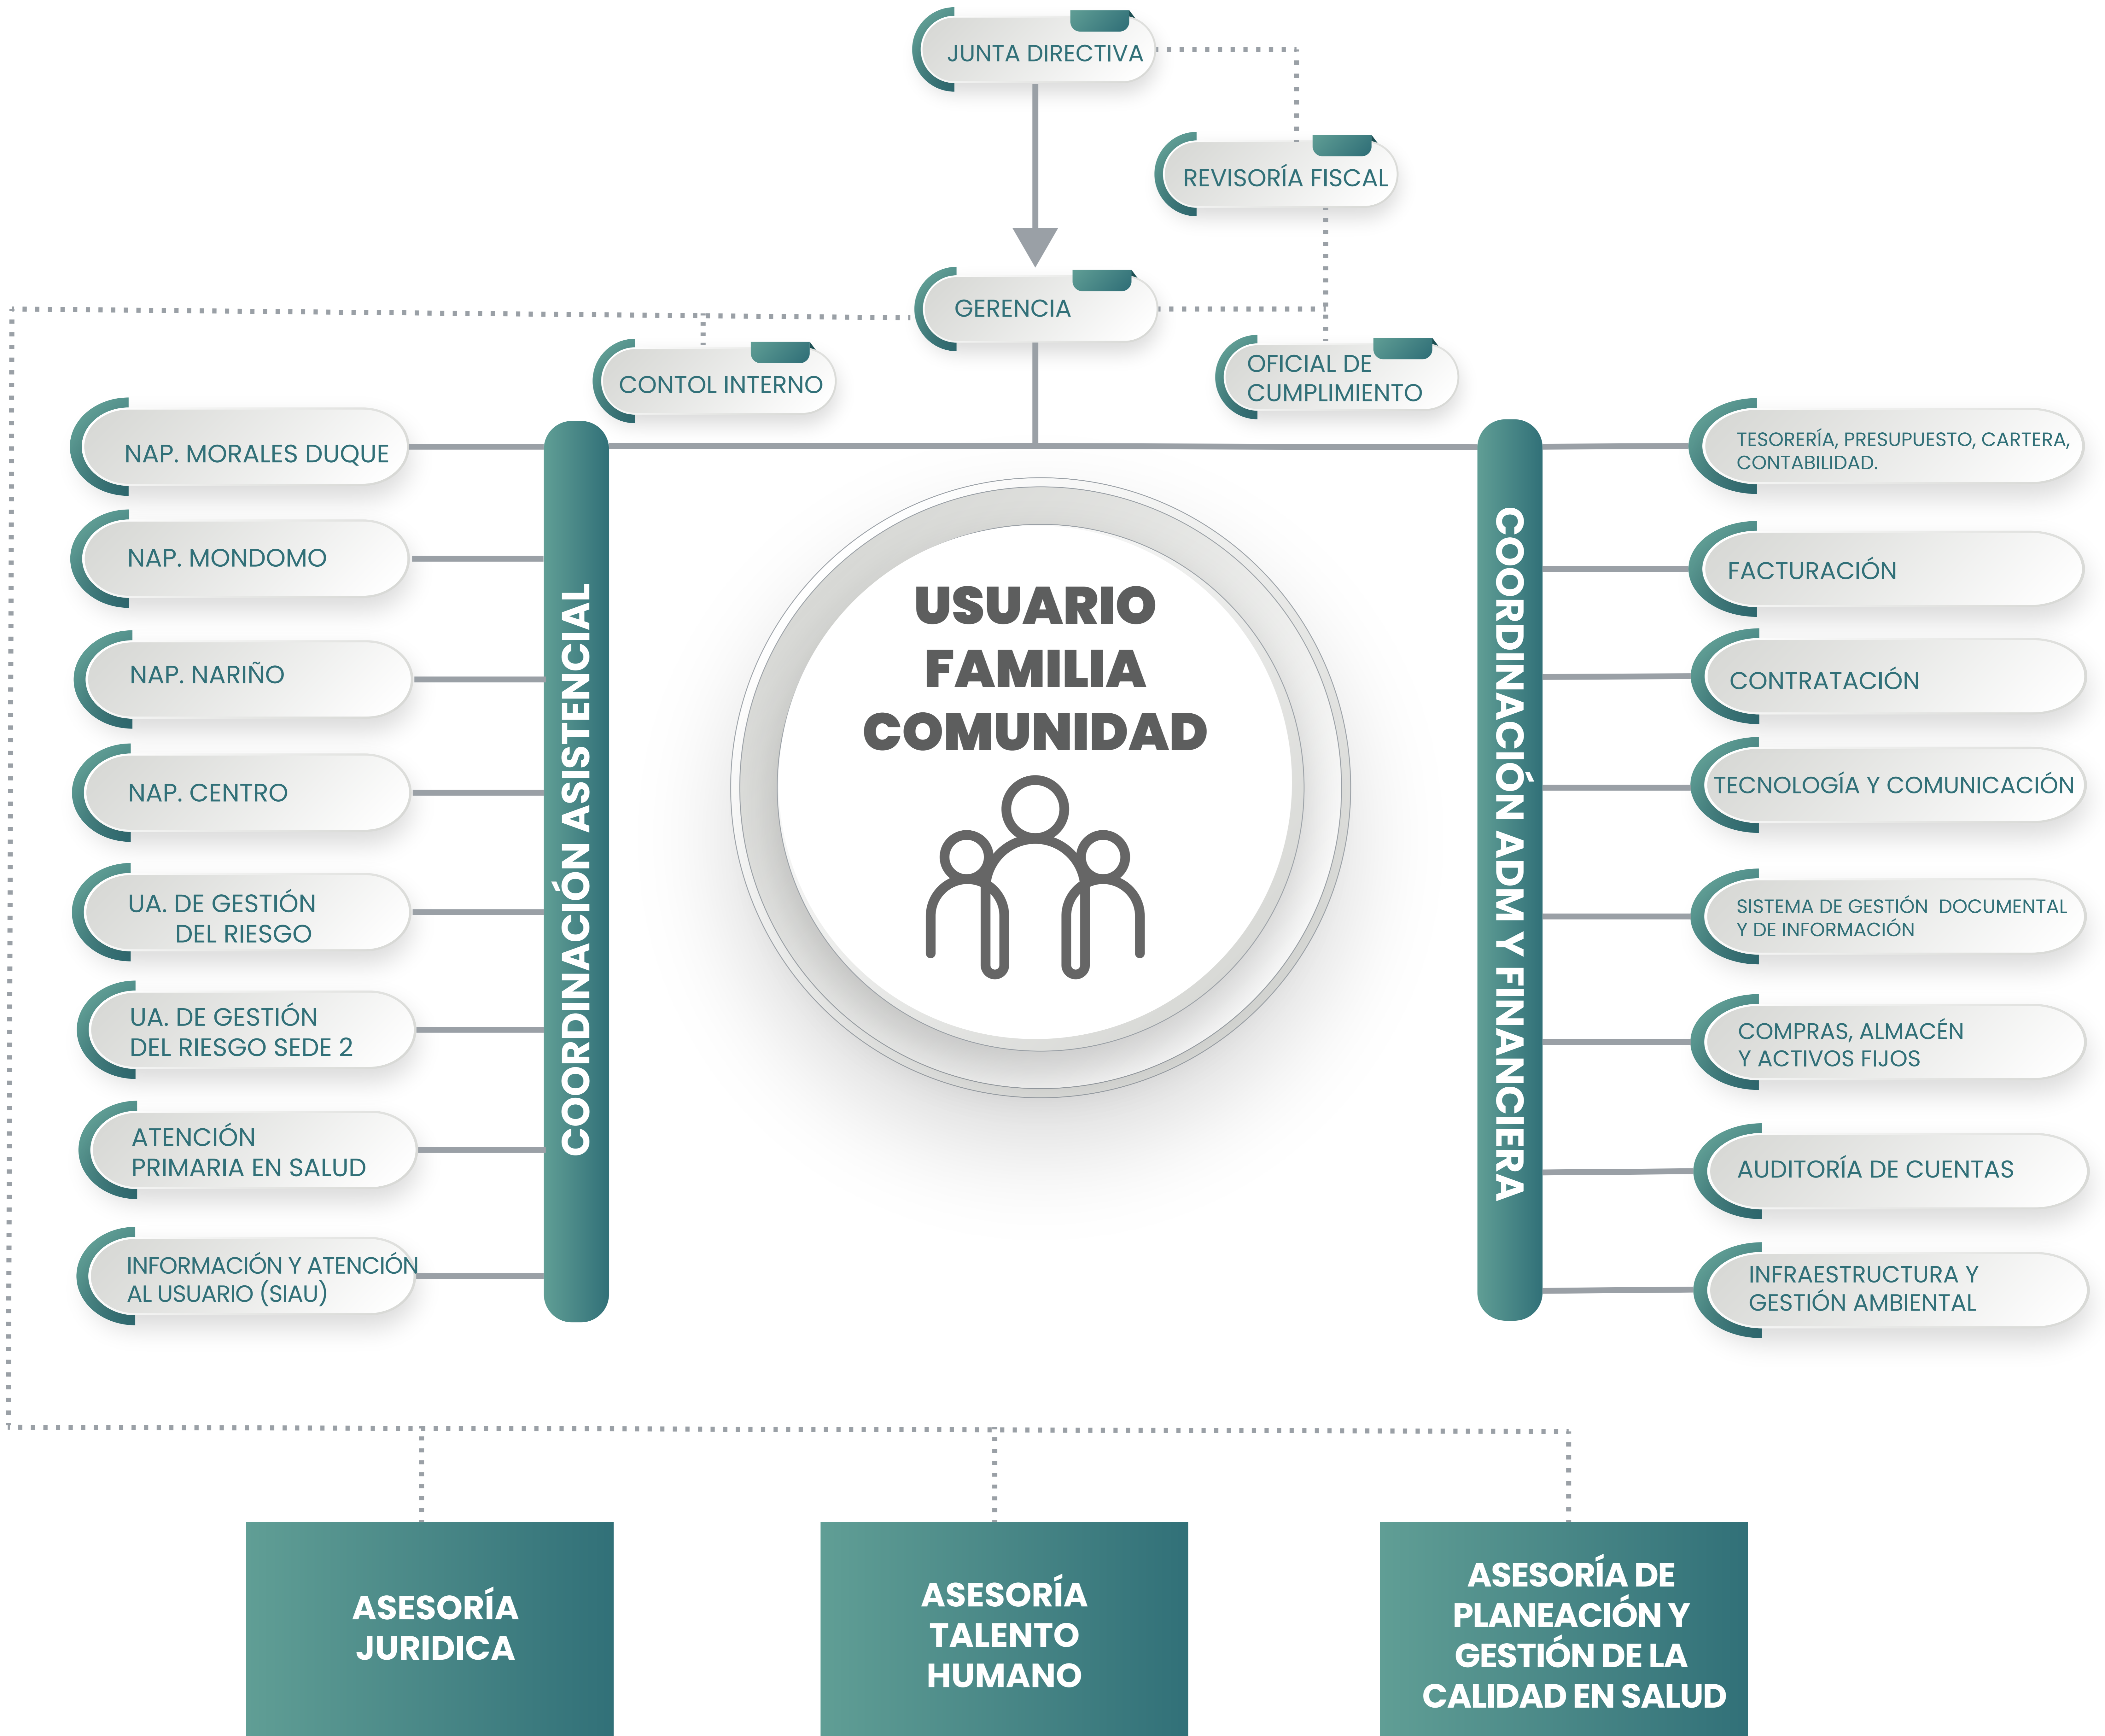 JUNTA DIRECTIVA
REVISORÍA FISCAL
GERENCIA
CONTOL INTERNO
OFICIAL DE
CUMPLIMIENTO
NAP. MORALES DUQUE
NAP. MONDOMO
NAP. NARIÑO
NAP. CENTRO
UA. DE GESTIÓN
DEL RIESGO
UA. DE GESTIÓN
DEL RIESGO SEDE 2
ATENCIÓN
PRIMARIA EN SALUD
INFORMACIÓN Y ATENCIÓN
AL USUARIO (SIAU)
COORDINACIÓN ASISTENCIAL
USUARIO
FAMILIA
COMUNIDAD
COORDINACIÓN ADM Y FINANCIERA
TESORERÍA, PRESUPUESTO, CARTERA,
CONTABILIDAD.
FACTURACIÓN
CONTRATACIÓN
TECNOLOGÍA Y COMUNICACIÓN
SISTEMA DE GESTIÓN DOCUMENTAL
Y DE INFORMACIÓN
COMPRAS, ALMACÉN
Y ACTIVOS FIJOS
AUDITORÍA DE CUENTAS
INFRAESTRUCTURA Y
GESTIÓN AMBIENTAL
ASESORÍA
JURIDICA
ASESORÍA
TALENTO
HUMANO
ASESORÍA DE
PLANEACIÓN Y
GESTIÓN DE LA
CALIDAD EN SALUD